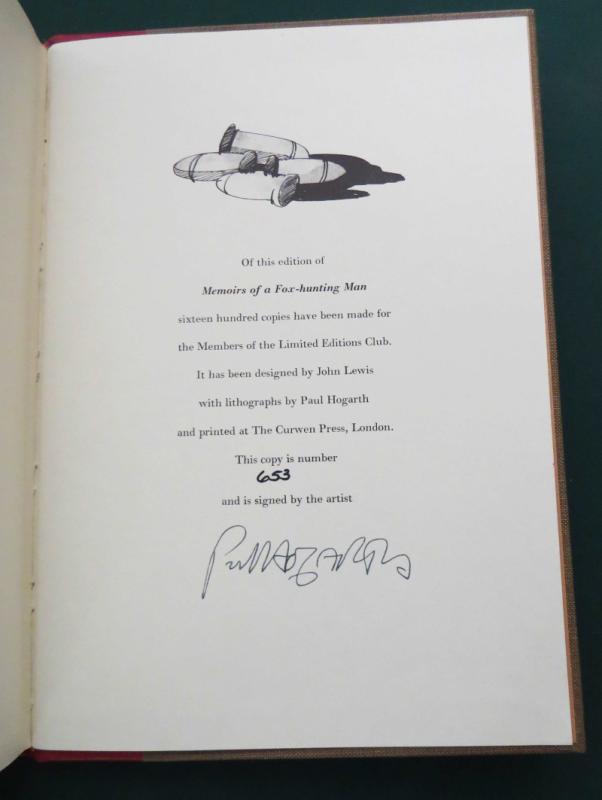 Of this edition of
Memoirs of a Fox-hunting Man
sixteen hundred copies have been made for
the Members of the Limited Editions Club.
It has been designed by John Lewis
with lithographs by Paul Hogarth
and printed at The Curwen Press, London.
This copy is number
653
and is signed by the artist
Paul Hogarth